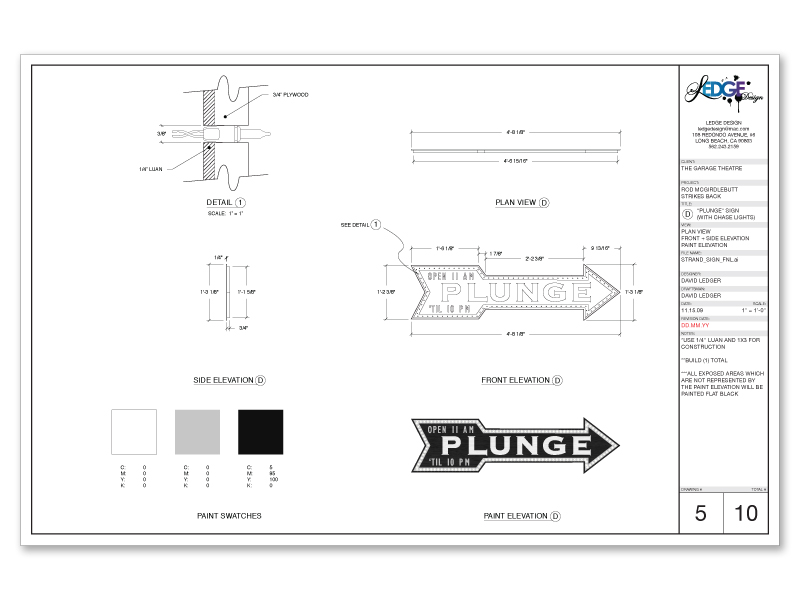 3/4" PLYWOOD
3/8"
1/4" LUAN
DETAIL 1
SCALE: 1" = 1"
4'-8 1/8"
4'-6 15/16"
PLAN VIEW D
SEE DETAIL 1
1/4"
1'-3 1/8"
1'-1 5/8"
3/4"
SIDE ELEVATION D
1'-6 1/8"
1 7/8"
2'-2 3/8"
9 13/16"
1'-2 3/8"
1'-3 1/8"
OPEN 11 AM
PLUNGE
'TIL 10 PM
4'-8 1/8"
FRONT ELEVATION D
C: 0
M: 0
Y: 0
K: 0
C: 0
M: 0
Y: 0
K: 0
C: 5
M: 95
Y: 100
K: 0
PAINT SWATCHES
OPEN 11 AM
PLUNGE
'TIL 10 PM
PAINT ELEVATION D
LEDGE
Design
LEDGE DESIGN
ledgedesign@mac.com
108 REDONDO AVENUE, #6
LONG BEACH, CA 90803
562.243.2159
CLIENT:
THE GARAGE THEATRE
PROJECT:
ROD MCGIRDLEBUTT
STRIKES BACK
TITLE:
D "PLUNGE" SIGN
(WITH CHASE LIGHTS)
VIEW:
PLAN VIEW
FRONT + SIDE ELEVATION
PAINT ELEVATION
FILE NAME:
STRAND_SIGN_FNL.ai
DESIGNER:
DAVID LEDGER
DRAFTSMAN:
DAVID LEDGER
DATE: SCALE:
11.15.09 1" = 1'-0"
REVISION DATE:
DD.MM.YY
NOTES:
*USE 1/4" LUAN AND 1X3 FOR
CONSTRUCTION
**BUILD (1) TOTAL
***ALL EXPOSED AREAS WHICH
ARE NOT REPRESENTED BY
THE PAINT ELEVATION WILL BE
PAINTED FLAT BLACK
DRAWING # TOTAL #
5 10